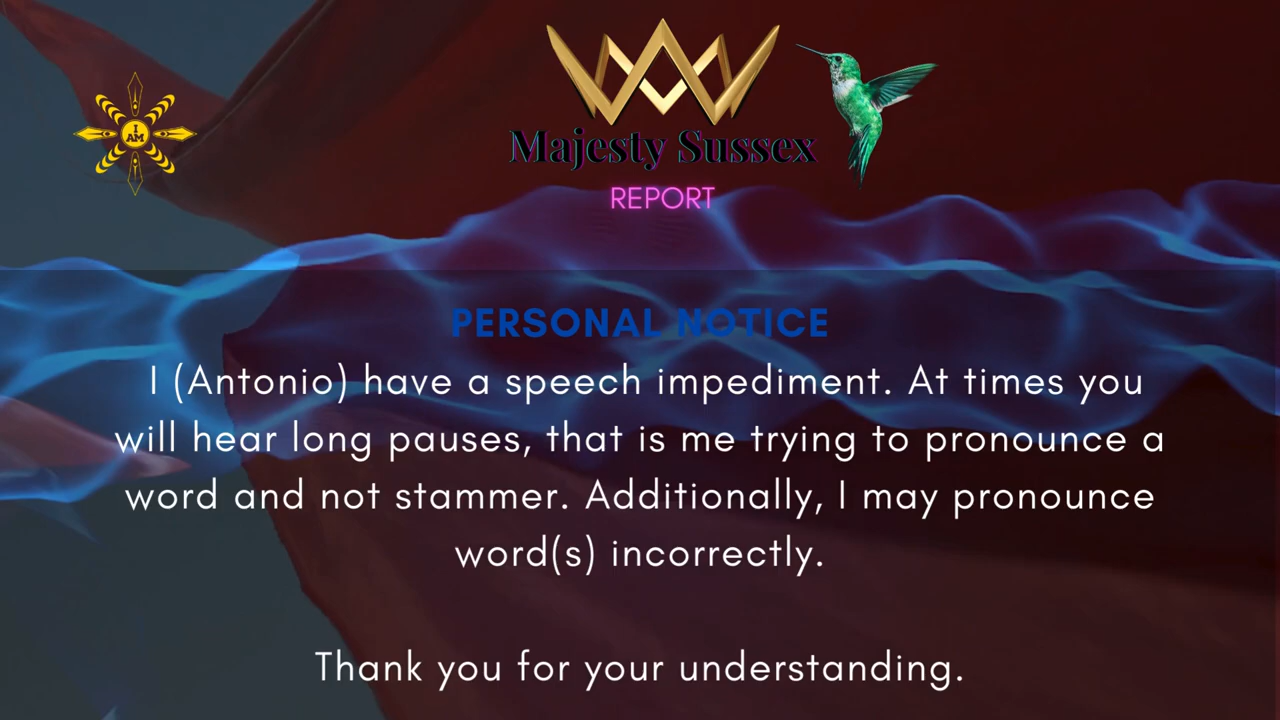 I
AM
Majesty Sussex
REPORT
PERSONAL NOTICE
I (Antonio) have a speech impediment. At times you
will hear long pauses, that is me trying to pronounce a
word and not stammer. Additionally, I may pronounce
word(s) incorrectly.
Thank you for your understanding.